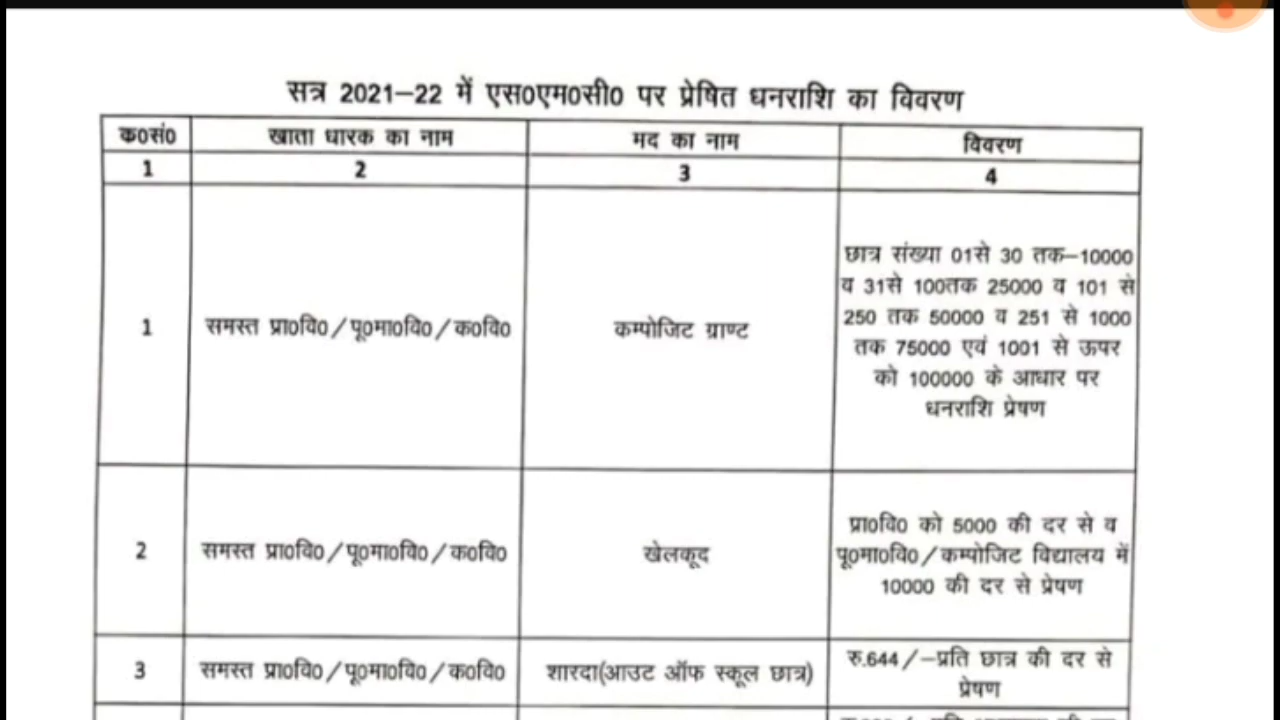 सत्र 2021–22 में एस0एम0सी0 पर प्रेषित धनराशि का विवरण
क0सं0 खाता धारक का नाम मद का नाम विवरण
1 2 3 4
1 समस्त प्रा0वि0/पू0मा0वि0/क0वि0 कम्पोजिट ग्राण्ट
छात्र संख्या 01से 30 तक–10000
व 31से 100तक 25000 व 101 से
250 तक 50000 व 251 से 1000
तक 75000 एवं 1001 से ऊपर
को 100000 के आधार पर
धनराशि प्रेषण
2 समस्त प्रा0वि0/पू0मा0वि0/क0वि0 खेलकूद
प्रा0वि0 को 5000 की दर से व
पू0मा0वि0/कम्पोजिट विद्यालय में
10000 की दर से प्रेषण
3 समस्त प्रा0वि0/पू0मा0वि0/क0वि0 शारदा(आउट ऑफ स्कूल छात्र)
रु.644/–प्रति छात्र की दर से
प्रेषण